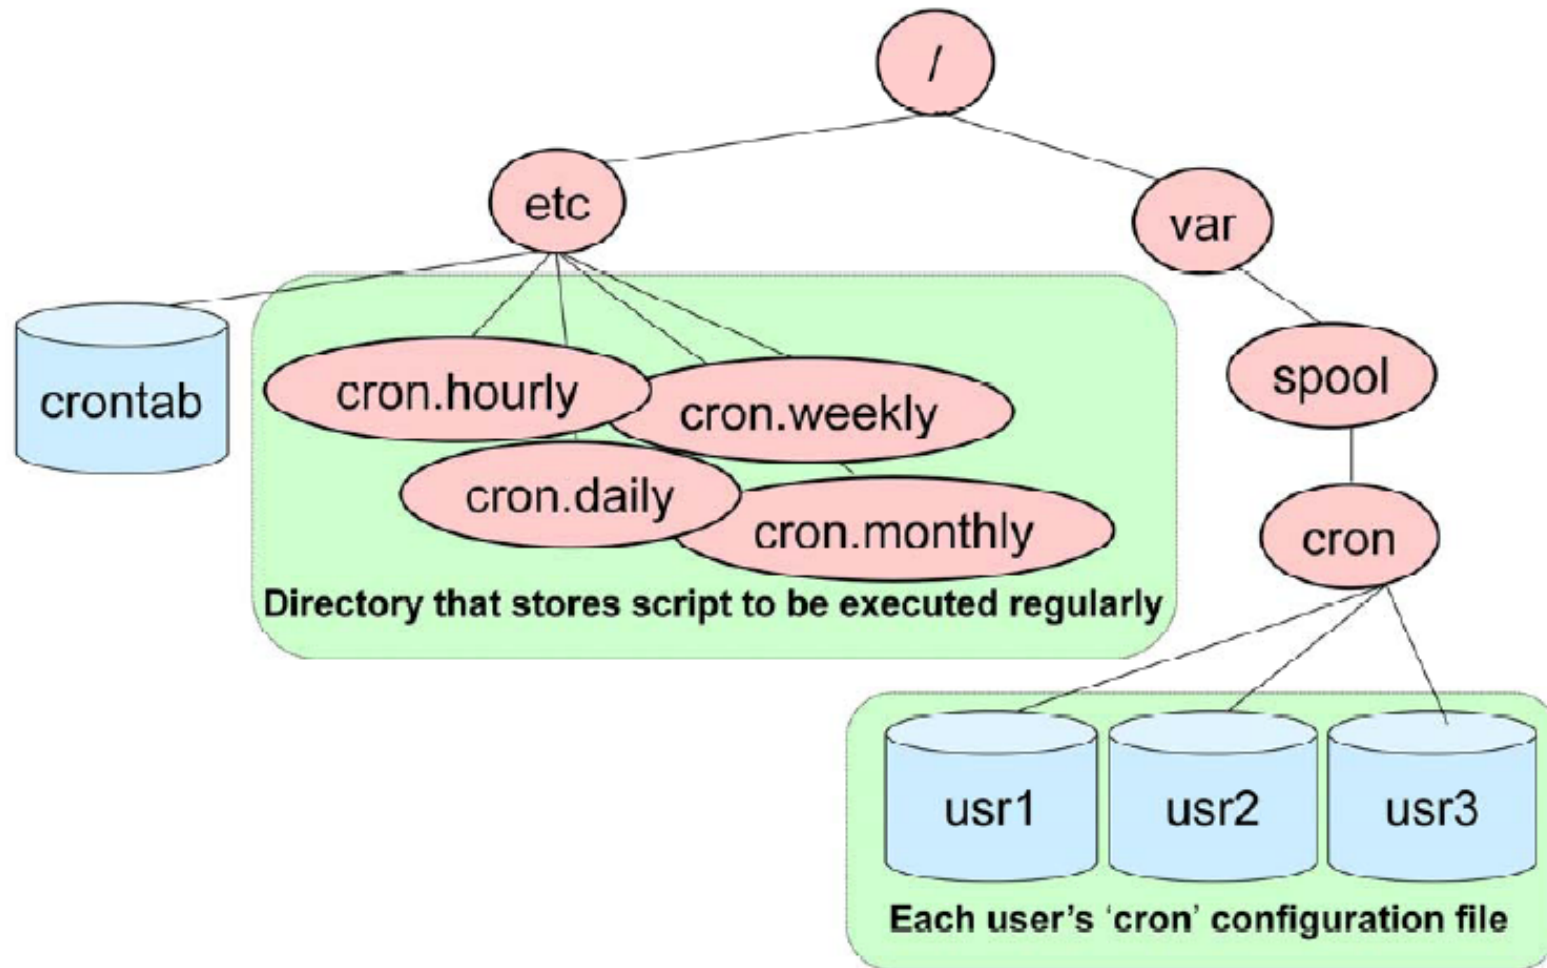 /
etc
var
crontab
cron.hourly
cron.weekly
spool
cron.daily
cron.monthly
cron
Directory that stores script to be executed regularly
usr1
usr2
usr3
Each user’s ‘cron’ configuration file